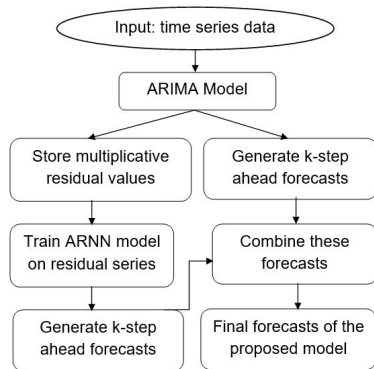 Input: time series data
ARIMA Model
Store multiplicative
residual values
Generate k-step
ahead forecasts
Train ARNN model
on residual series
Combine these
forecasts
Generate k-step
ahead forecasts
Final forecasts of the
proposed model